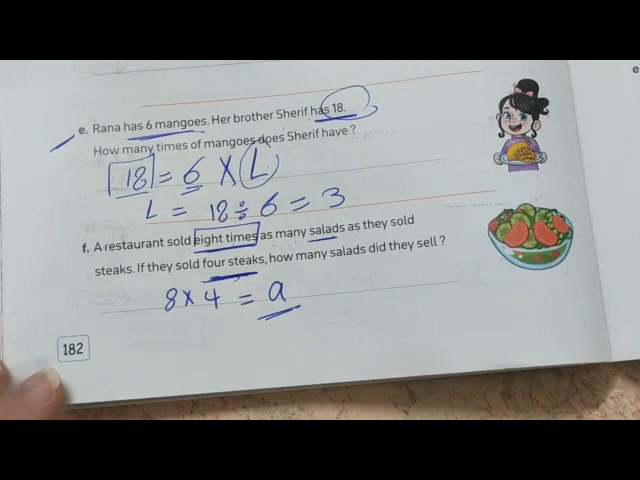 e. Rana has 6 mangoes. Her brother Sherif has 18.
How many times of mangoes does Sherif have?
18 = 6 X L
L = 18 ÷ 6 = 3
f. A restaurant sold eight times as many salads as they sold
steaks. If they sold four steaks, how many salads did they sell?
8 x 4 = a
182
e